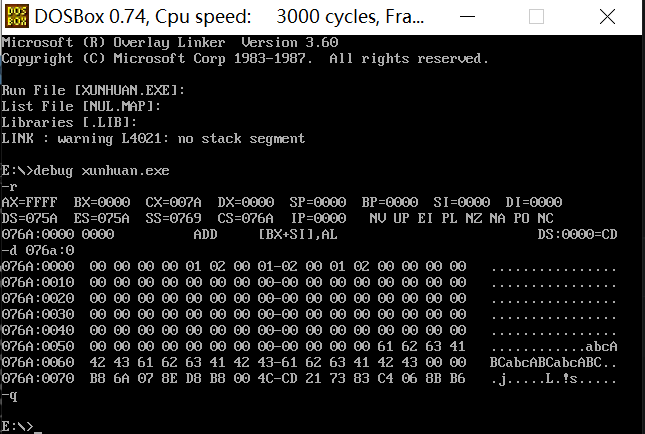 DOSBox 0.74, Cpu speed:    3000 cycles, Fra...
Microsoft (R) Overlay Linker  Version 3.60
Copyright (C) Microsoft Corp 1983-1987.  All rights reserved.
Run File [XUNHUAN.EXE]:
List File [NUL.MAP]:
Libraries [.LIB]:
LINK : warning L4021: no stack segment
E:\>debug xunhuan.exe
-r
AX=FFFF  BX=0000  CX=007A  DX=0000  SP=0000  BP=0000  SI=0000  DI=0000
DS=075A  ES=075A  SS=0769  CS=076A  IP=0000   NV UP EI PL NZ NA PO NC
076A:0000 0000          ADD     [BX+SI],AL                         DS:0000=CD
-d 076a:0
076A:0000  00 00 00 00 01 02 00 01-02 00 01 02 00 00 00 00   ................
076A:0010  00 00 00 00 00 00 00 00-00 00 00 00 00 00 00 00   ................
076A:0020  00 00 00 00 00 00 00 00-00 00 00 00 00 00 00 00   ................
076A:0030  00 00 00 00 00 00 00 00-00 00 00 00 00 00 00 00   ................
076A:0040  00 00 00 00 00 00 00 00-00 00 00 00 00 00 00 00   ................
076A:0050  00 00 00 00 00 00 00 00-00 00 00 00 61 62 63 41   ............abcA
076A:0060  42 43 61 62 63 41 42 43-61 62 63 41 42 43 00 00   BCabcABCabcABC..
076A:0070  B8 6A 07 8E D8 B8 00 4C-CD 21 73 83 C4 06 8B B6   .j.....L.!s.....
-q
E:\>_